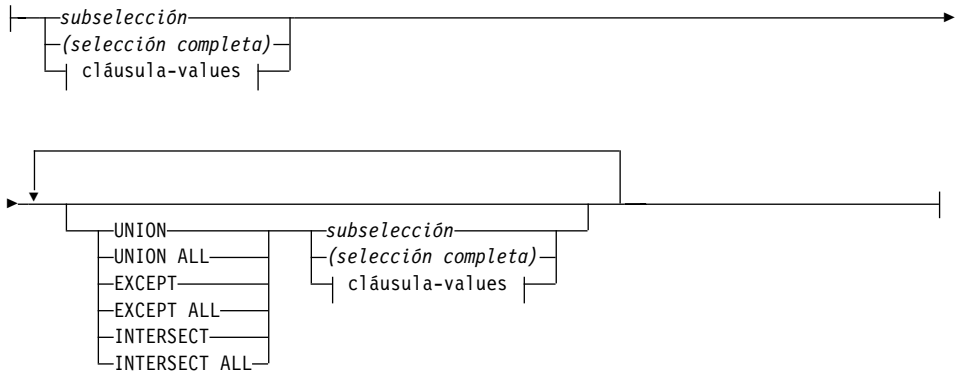 subselección
(selección completa)
cláusula-values
UNION
UNION ALL
EXCEPT
EXCEPT ALL
INTERSECT
INTERSECT ALL
subselección
(selección completa)
cláusula-values